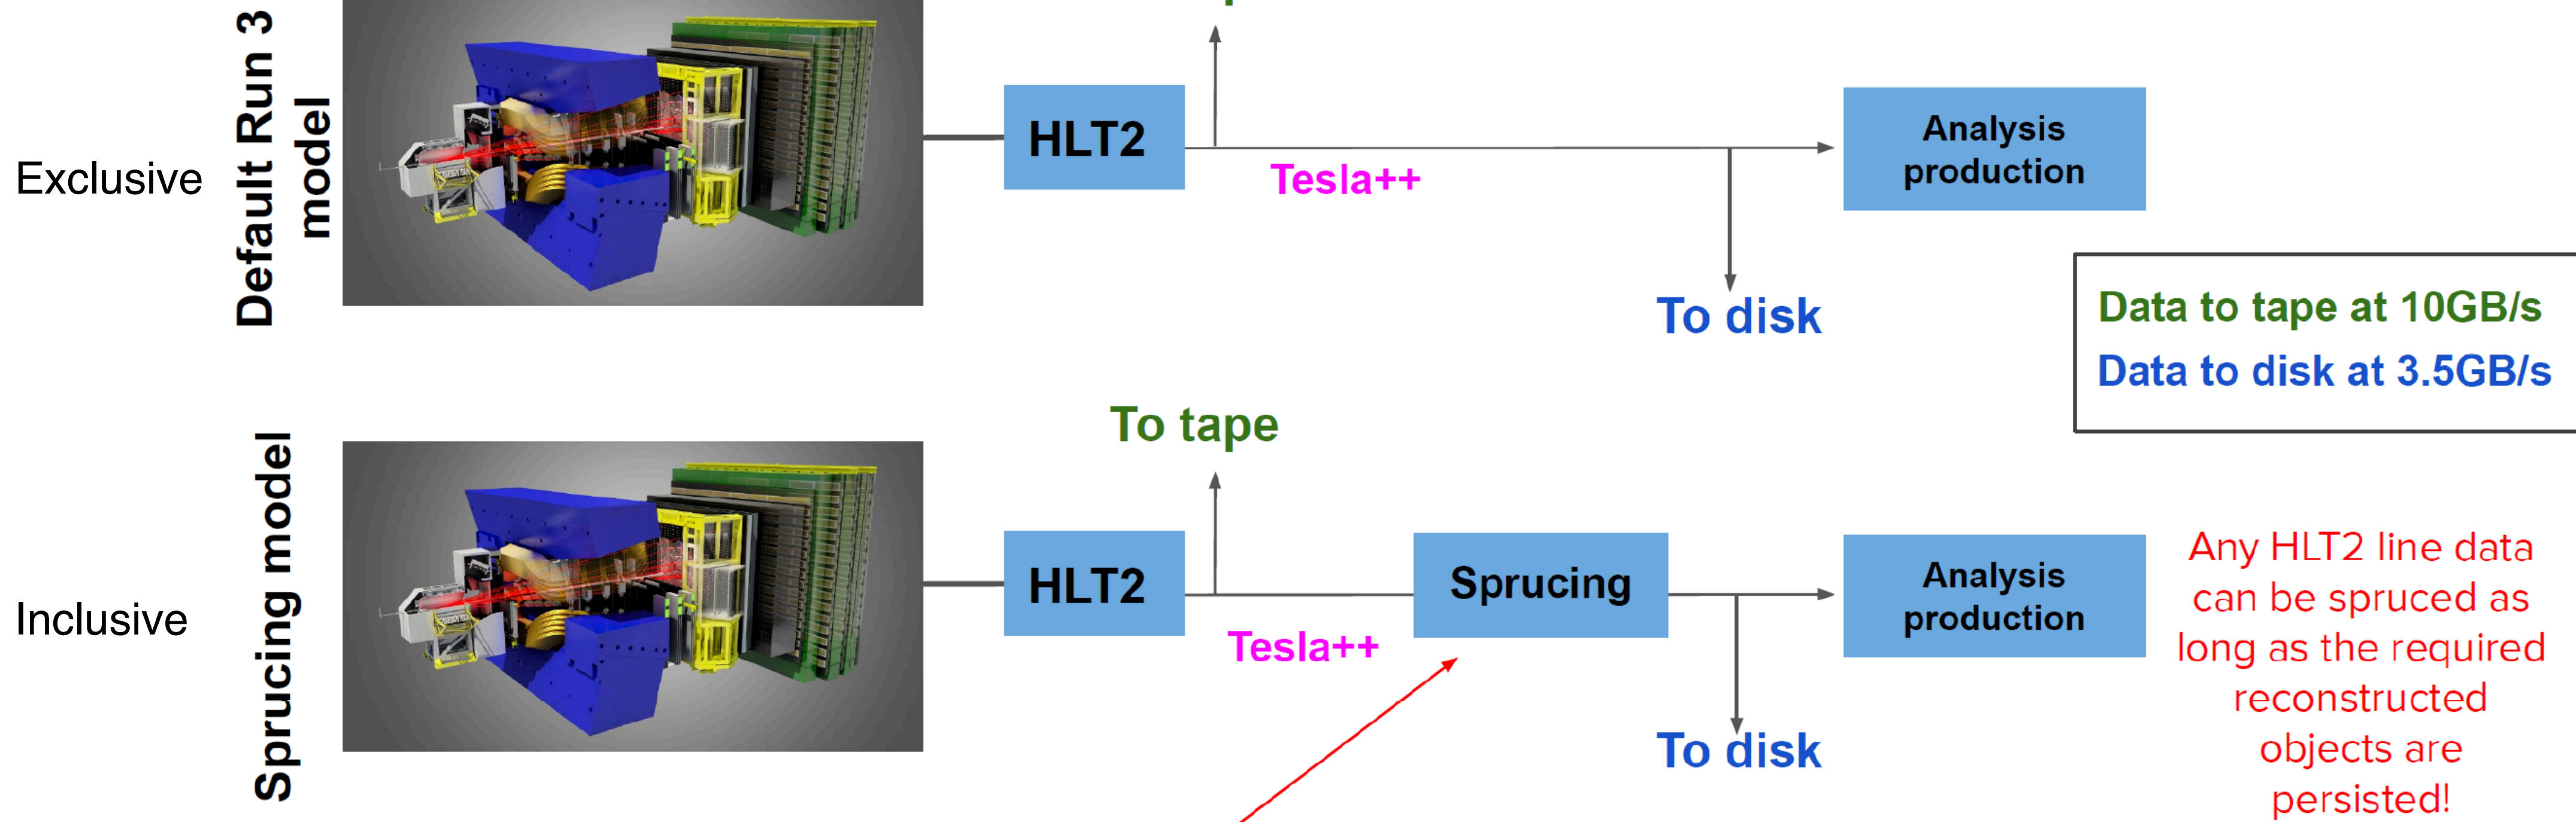 Exclusive
Default Run 3
model
HLT2
Tesla++
Analysis
production
To disk
Data to tape at 10GB/s
Data to disk at 3.5GB/s
Inclusive
Sprucing model
To tape
HLT2
Tesla++
Sprucing
Analysis
production
To disk
Any HLT2 line data
can be spruced as
long as the required
reconstructed
objects are
persisted!